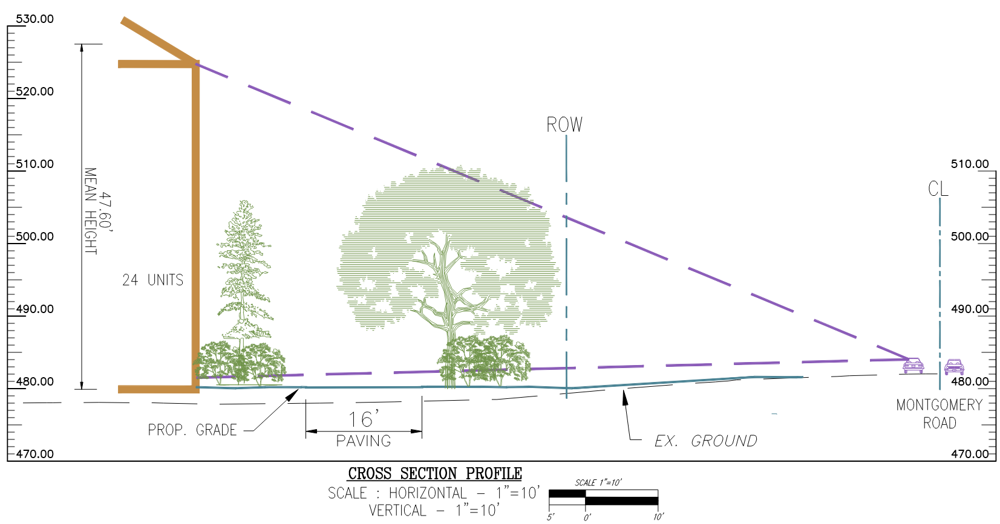 530.00
520.00
510.00
500.00
490.00
480.00
470.00
MEAN HEIGHT
47.60'
24 UNITS
ROW
CL
510.00
500.00
490.00
480.00
470.00
MONTGOMERY
ROAD
PROP. GRADE
16'
PAVING
EX. GROUND
CROSS SECTION PROFILE
SCALE : HORIZONTAL - 1"=10'
VERTICAL - 1"=10'
SCALE 1"=10'
5' 0' 10'